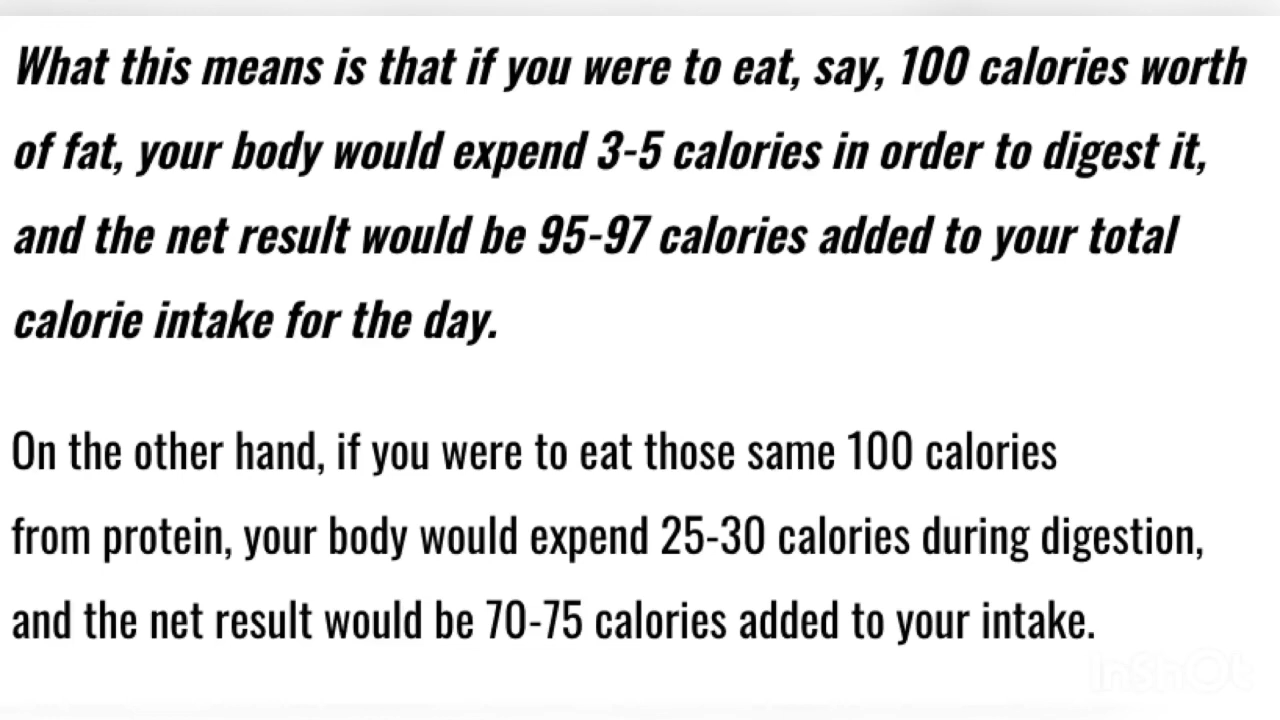 What this means is that if you were to eat, say, 100 calories worth
of fat, your body would expend 3-5 calories in order to digest it,
and the net result would be 95-97 calories added to your total
calorie intake for the day.
On the other hand, if you were to eat those same 100 calories
from protein, your body would expend 25-30 calories during digestion,
and the net result would be 70-75 calories added to your intake.
InShOt